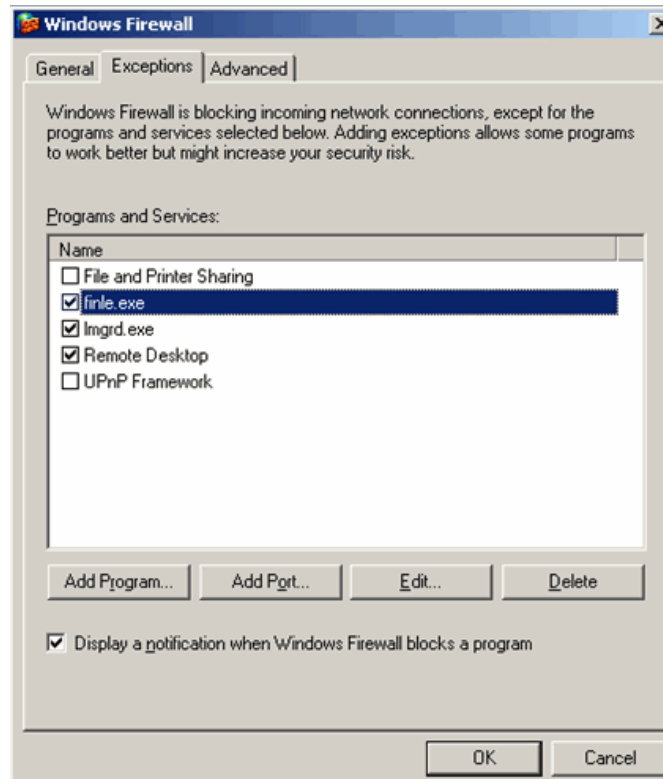 Windows Firewall
General Exceptions Advanced
Windows Firewall is blocking incoming network connections, except for the
programs and services selected below. Adding exceptions allows some programs
to work better but might increase your security risk.
Programs and Services:
Name
File and Printer Sharing
finle.exe
lmgrd.exe
Remote Desktop
UPnP Framework
Add Program... Add Port... Edit... Delete
Display a notification when Windows Firewall blocks a program
OK Cancel